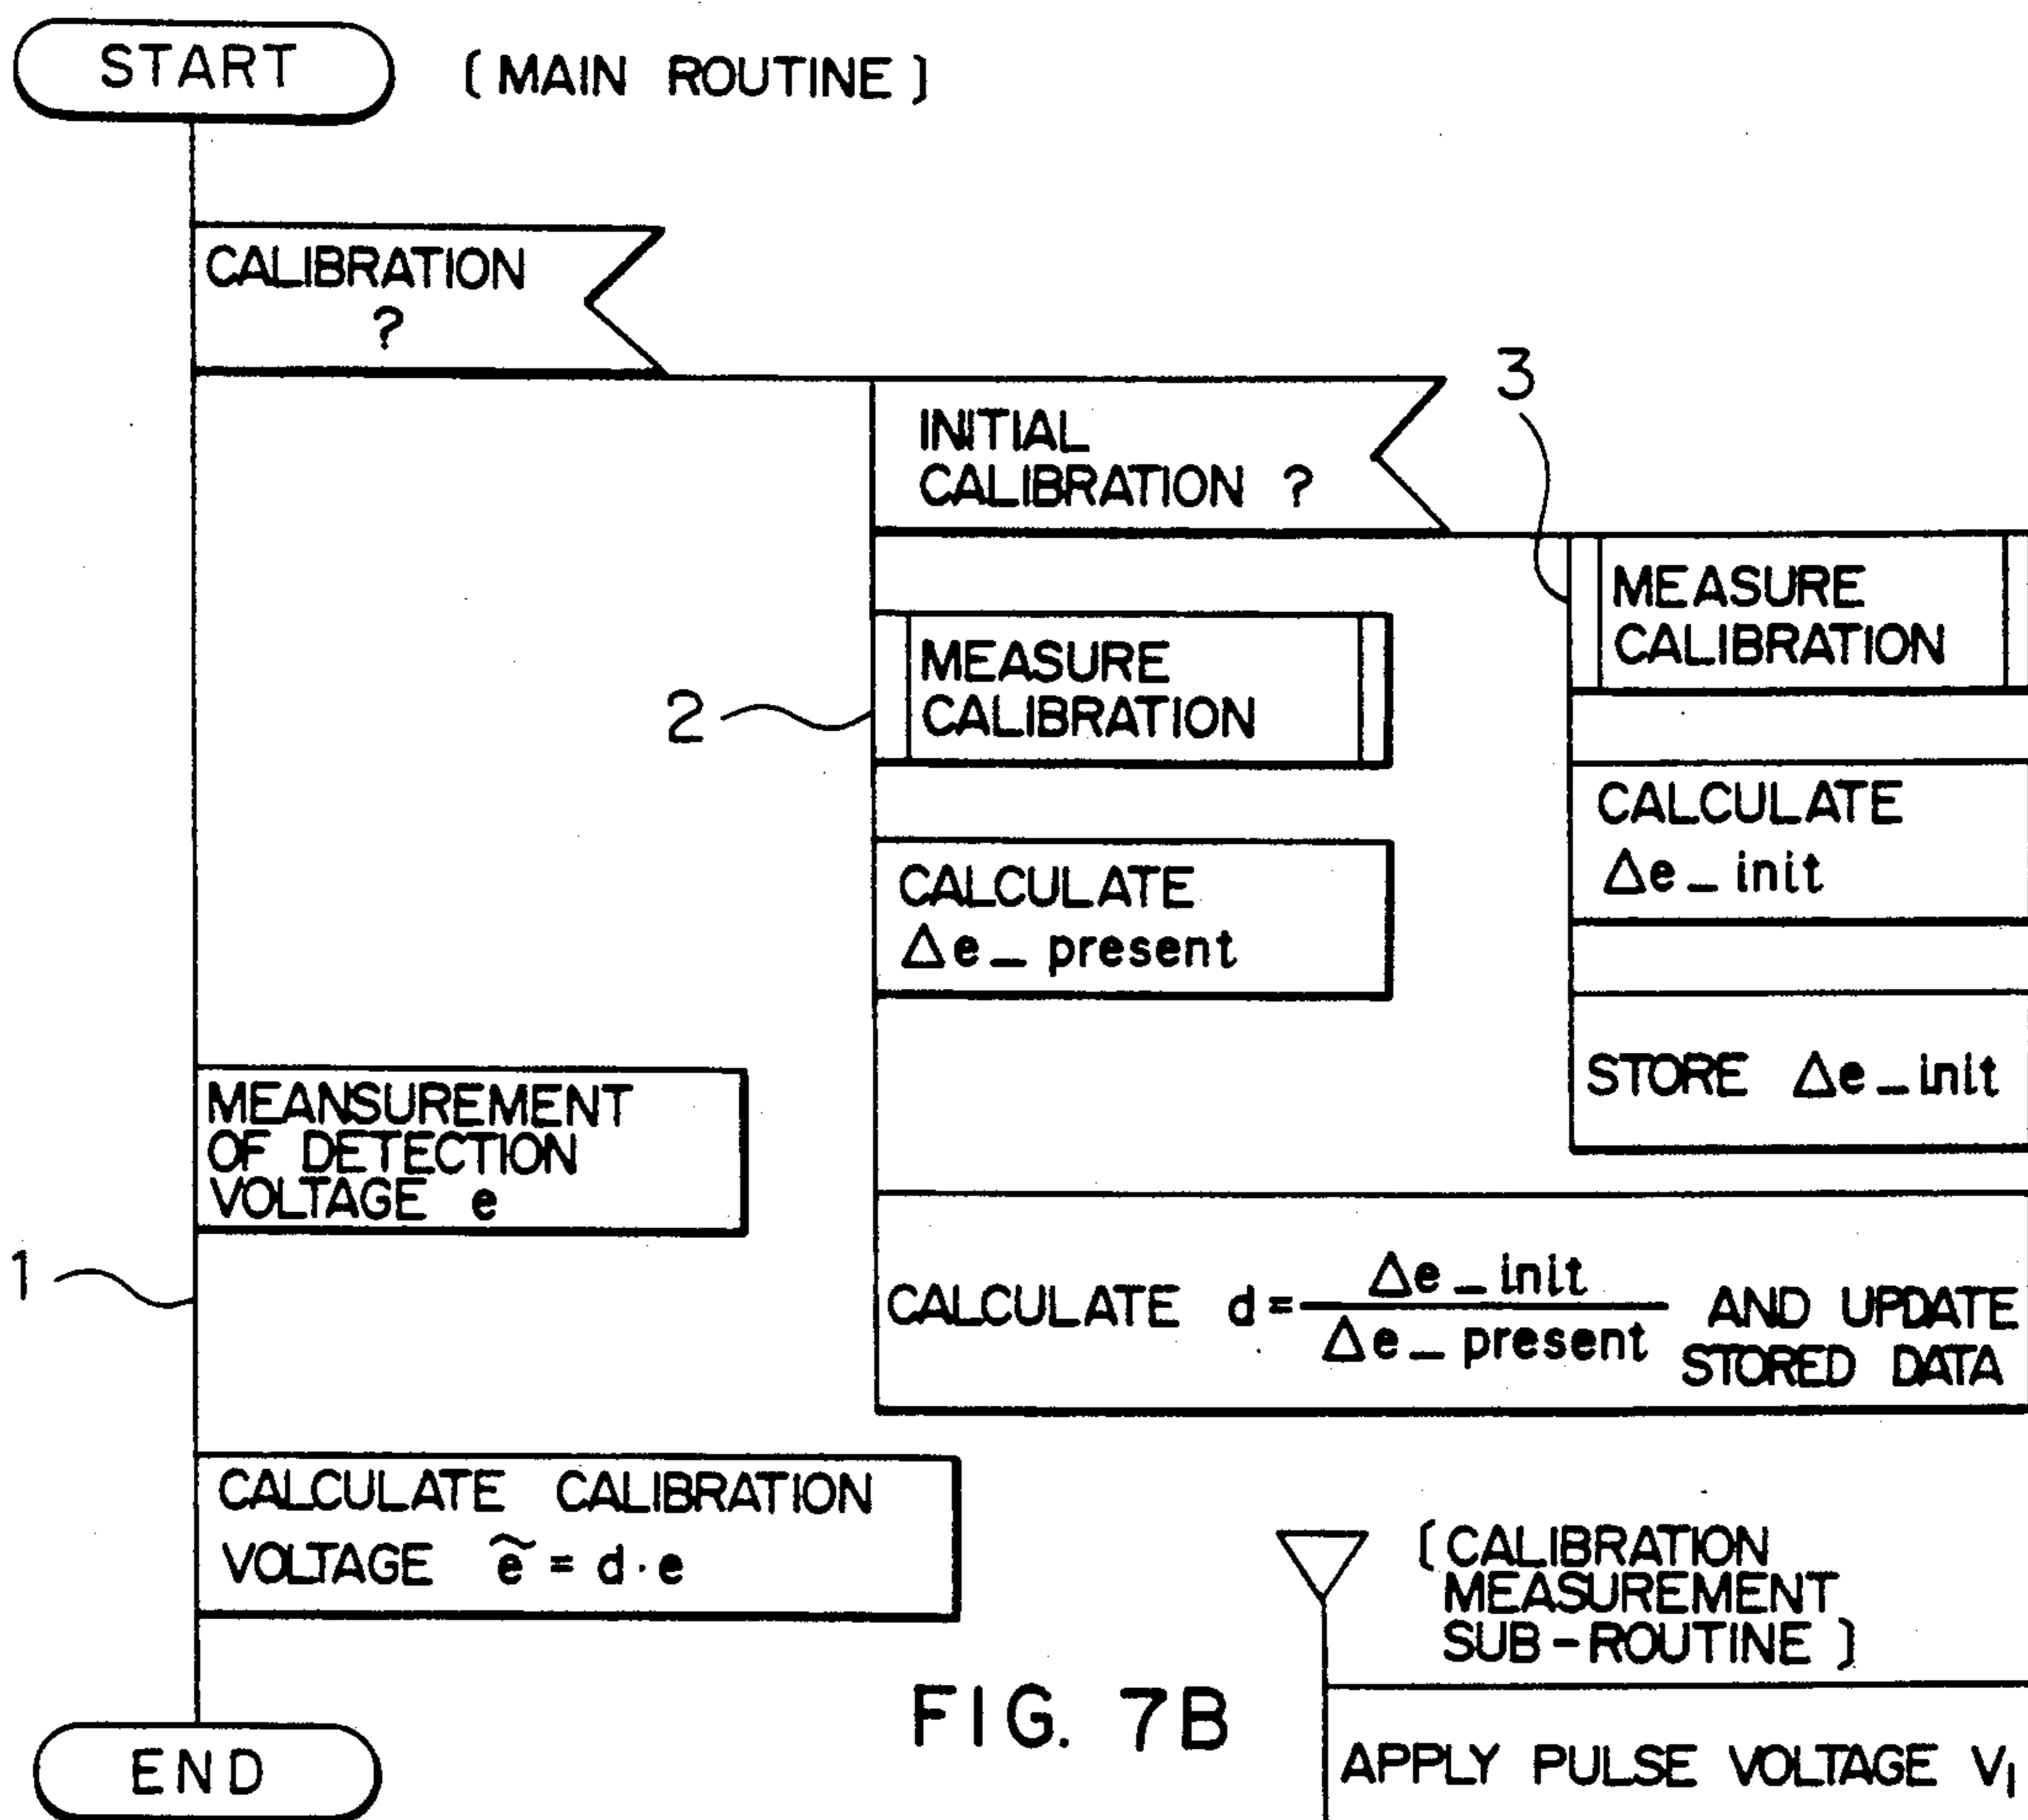 START
( MAIN ROUTINE )
CALIBRATION
?
INITIAL
CALIBRATION ?
3
MEASURE
CALIBRATION
MEASURE
CALIBRATION
2
CALCULATE
Δe_init
CALCULATE
Δe_present
STORE Δe_init
MEANSUREMENT
OF DETECTION
VOLTAGE e
1
CALCULATE d = Δe_init / Δe_present AND UPDATE
STORED DATA
CALCULATE CALIBRATION
VOLTAGE ẽ = d · e
( CALIBRATION
MEASUREMENT
SUB-ROUTINE )
FIG. 7B
APPLY PULSE VOLTAGE V₁
END